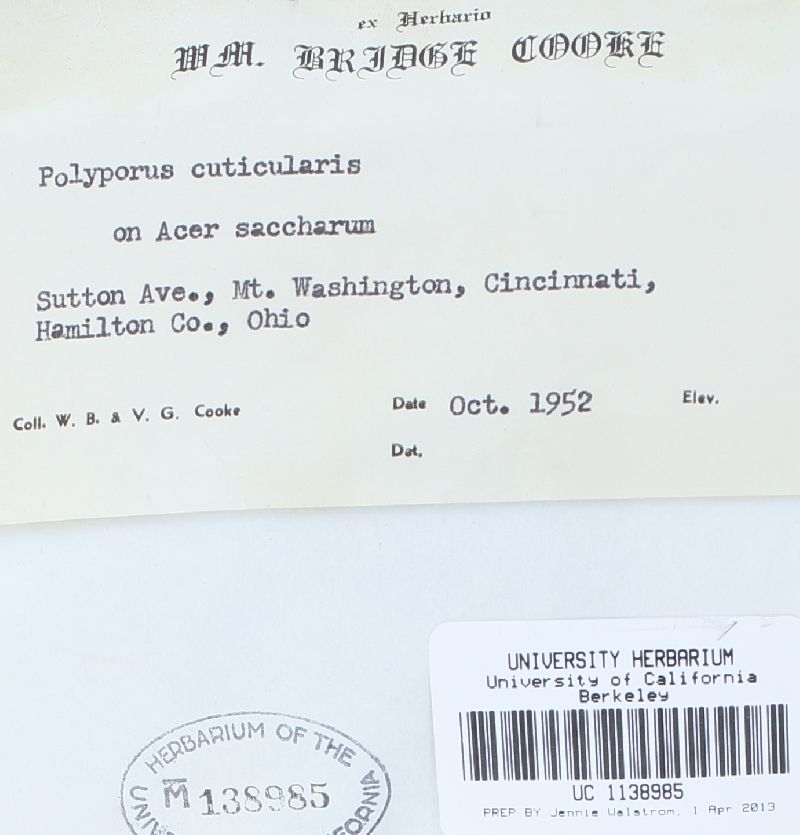 ex Herbario
WM. BRIDGE COOKE
Polyporus cuticularis
on Acer saccharum
Sutton Ave., Mt. Washington, Cincinnati,
Hamilton Co., Ohio
Coll. W. B. & V. G. Cooke
Date Oct. 1952
Elev.
Det.
UNIVERSITY HERBARIUM
University of California
Berkeley
UC 1138985
PREP BY Jennie Walstrom, 1 Apr 2013
HERBARIUM OF THE
M 1138985